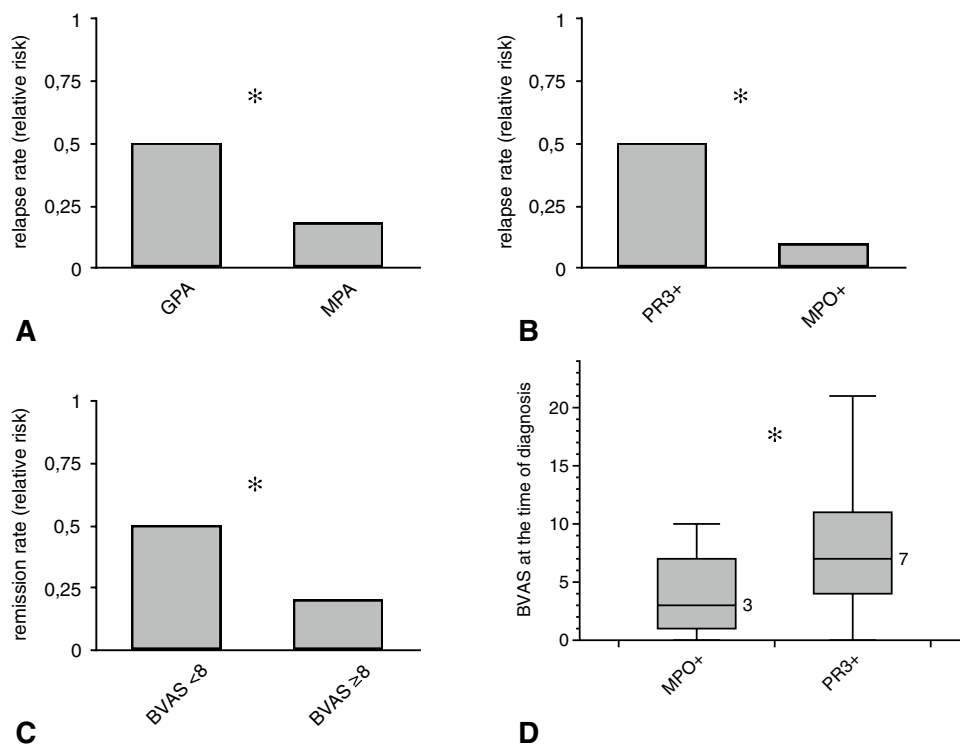 1
0,75
0,5
0,25
0
relapse rate (relative risk)
*
GPA
MPA
A
1
0,75
0,5
0,25
0
relapse rate (relative risk)
*
PR3+
MPO+
B
1
0,75
0,5
0,25
0
remission rate (relative risk)
*
BVAS <8
BVAS ≥8
C
20
15
10
5
0
BVAS at the time of diagnosis
*
3
7
MPO+
PR3+
D